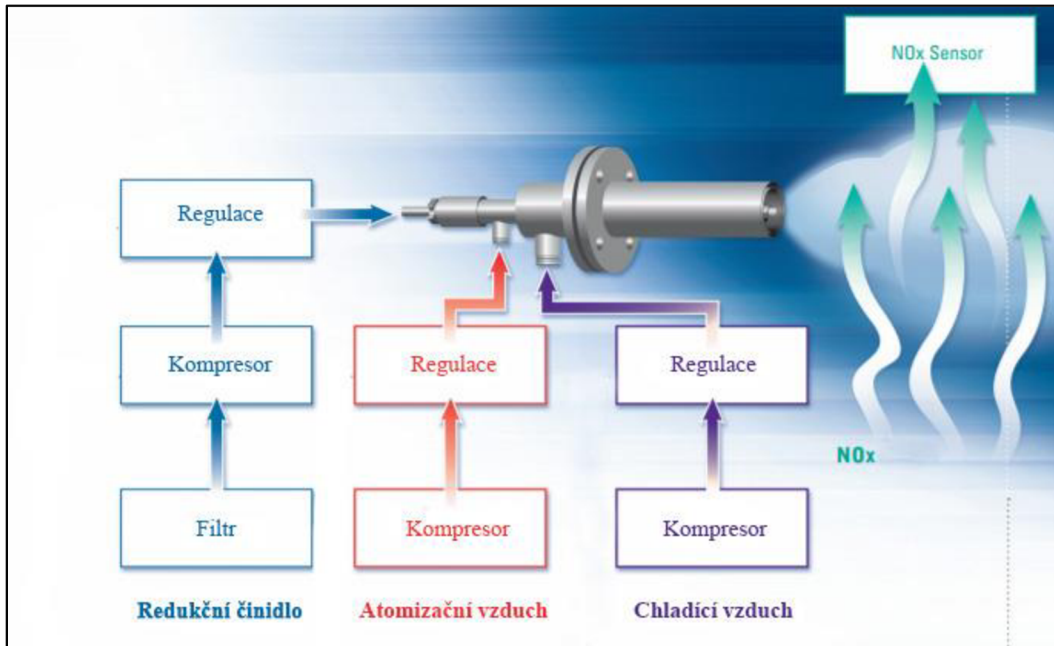 NOx Sensor
Regulace
Kompresor
Regulace
Regulace
NOx
Filtr
Kompresor
Kompresor
Redukční činidlo
Atomizační vzduch
Chladící vzduch